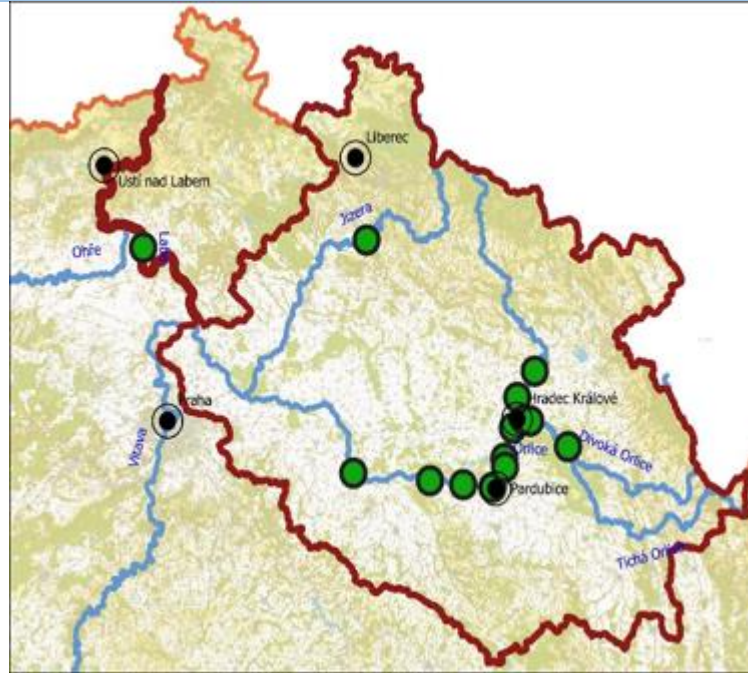 Liberec
Ústí nad Labem
Jizera
Labe
Ohře
Praha
Hradec Králové
Vltava
Divoká Orlice
Orlice
Pardubice
Tichá Orlice